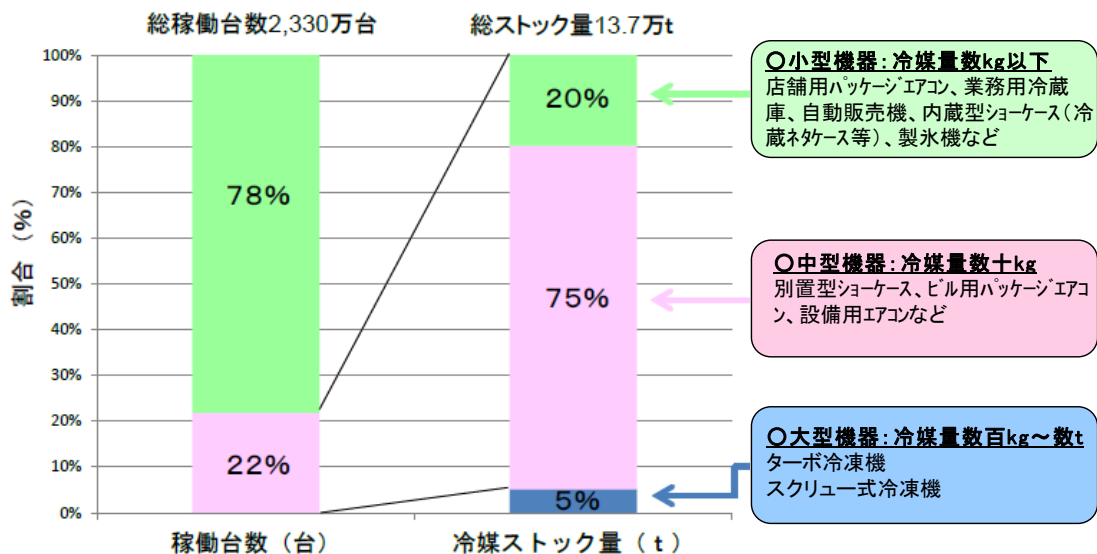 総稼働台数2,330万台
総ストック量13.7万t
割合 (%)
100%
90%
80%
70%
60%
50%
40%
30%
20%
10%
0%
78%
22%
20%
75%
5%
稼働台数（台）
冷媒ストック量（ｔ）
○小型機器：冷媒量数kg以下
店舗用ﾊﾟｯｹｰｼﾞｴｱｺﾝ、業務用冷蔵
庫、自動販売機、内蔵型ｼｮｰｹｰｽ（冷
蔵ﾈﾀｹｰｽ等）、製氷機など
○中型機器：冷媒量数十kg
別置型ｼｮｰｹｰｽ、ﾋﾞﾙ用ﾊﾟｯｹｰｼﾞｴｱｺ
ﾝ、設備用ｴｱｺﾝなど
○大型機器：冷媒量数百kg～数t
ターボ冷凍機
スクリュー式冷凍機